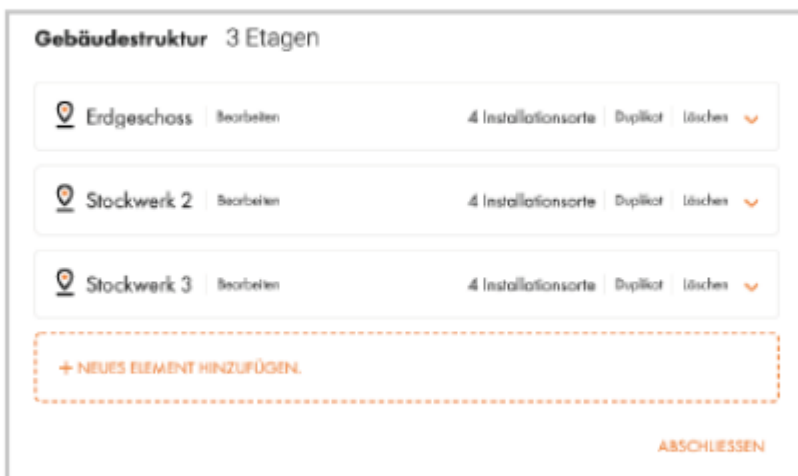 Gebäudestruktur 3 Etagen
Erdgeschoss Bearbeiten 4 Installationsorte Duplikat Löschen
Stockwerk 2 Bearbeiten 4 Installationsorte Duplikat Löschen
Stockwerk 3 Bearbeiten 4 Installationsorte Duplikat Löschen
+ NEUES ELEMENT HINZUFÜGEN.
ABSCHLIESSEN